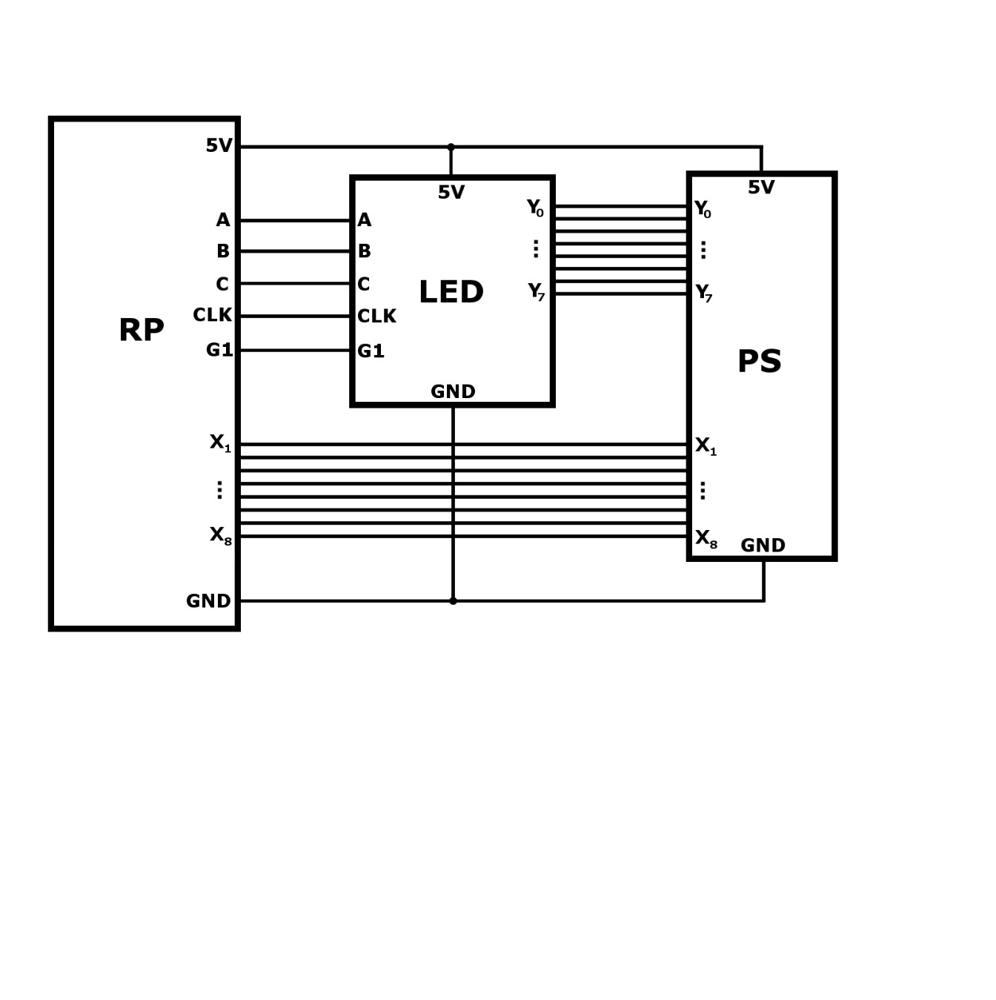 5V
A
B
C
CLK
G1
RP
X₁
⋮
X₈
GND
5V
A
B
C
CLK
G1
LED
Y₀
⋮
Y₇
GND
5V
Y₀
⋮
Y₇
PS
X₁
⋮
X₈
GND